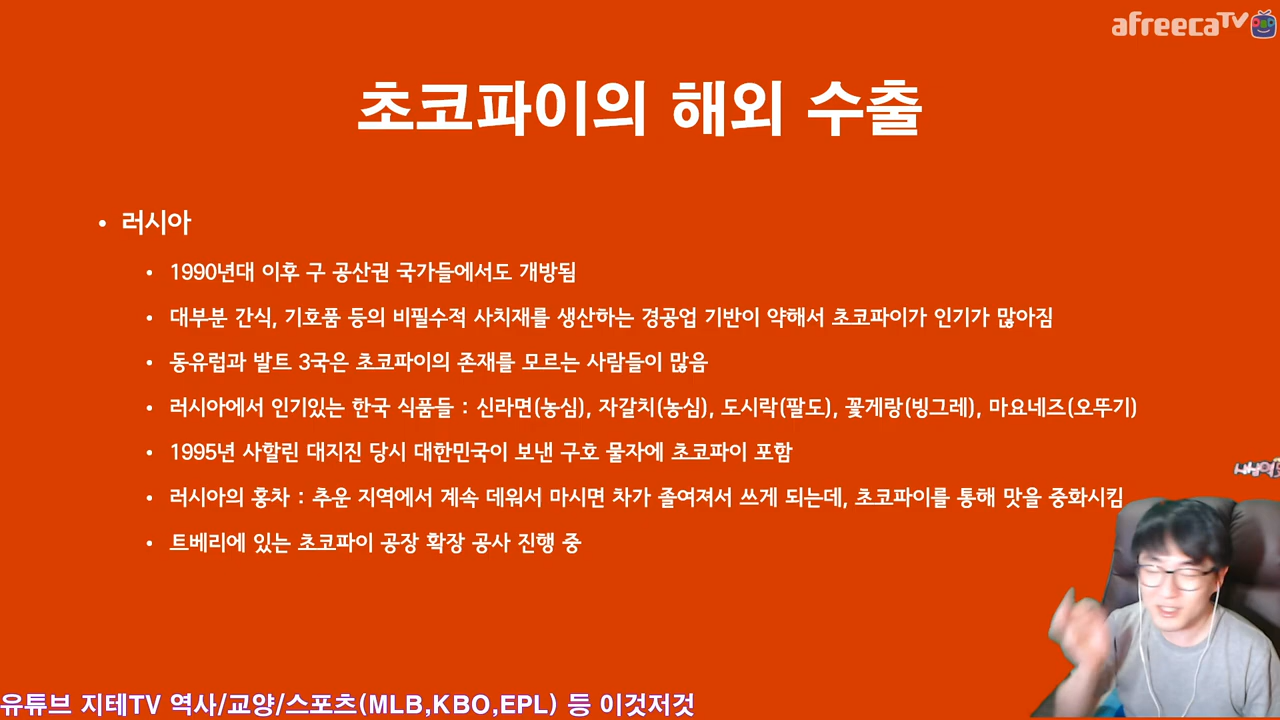 afreecaTV
초코파이의 해외 수출
• 러시아
• 1990년대 이후 구 공산권 국가들에서도 개방됨
• 대부분 간식, 기호품 등의 비필수적 사치재를 생산하는 경공업 기반이 약해서 초코파이가 인기가 많아짐
• 동유럽과 발트 3국은 초코파이의 존재를 모르는 사람들이 많음
• 러시아에서 인기있는 한국 식품들 : 신라면(농심), 자갈치(농심), 도시락(팔도), 꽃게랑(빙그레), 마요네즈(오뚜기)
• 1995년 사할린 대지진 당시 대한민국이 보낸 구호 물자에 초코파이 포함
• 러시아의 홍차 : 추운 지역에서 계속 데워서 마시면 차가 졸여져서 쓰게 되는데, 초코파이를 통해 맛을 중화시킴
• 트베리에 있는 초코파이 공장 확장 공사 진행 중
유튜브 지테TV 역사/교양/스포츠(MLB,KBO,EPL) 등 이것저것